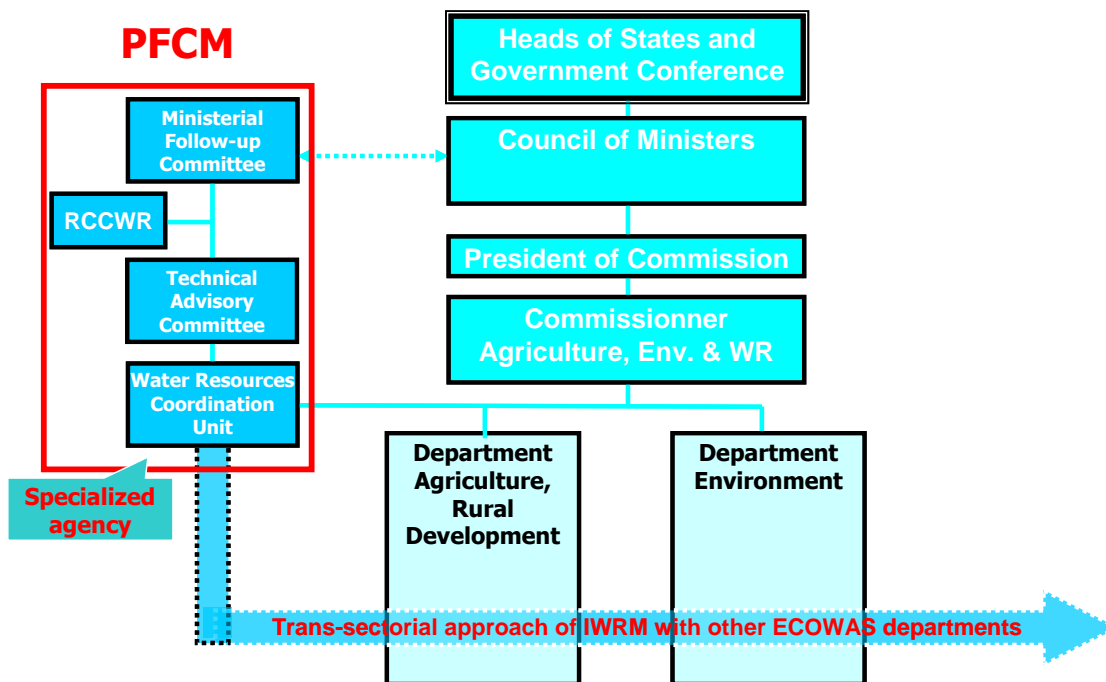 PFCM
Ministerial
Follow-up
Committee
RCCWR
Technical
Advisory
Committee
Water Resources
Coordination
Unit
Specialized
agency
Heads of States and
Government Conference
Council of Ministers
President of Commission
Commissionner
Agriculture, Env. & WR
Department
Agriculture,
Rural
Development
Department
Environment
Trans-sectorial approach of IWRM with other ECOWAS departments